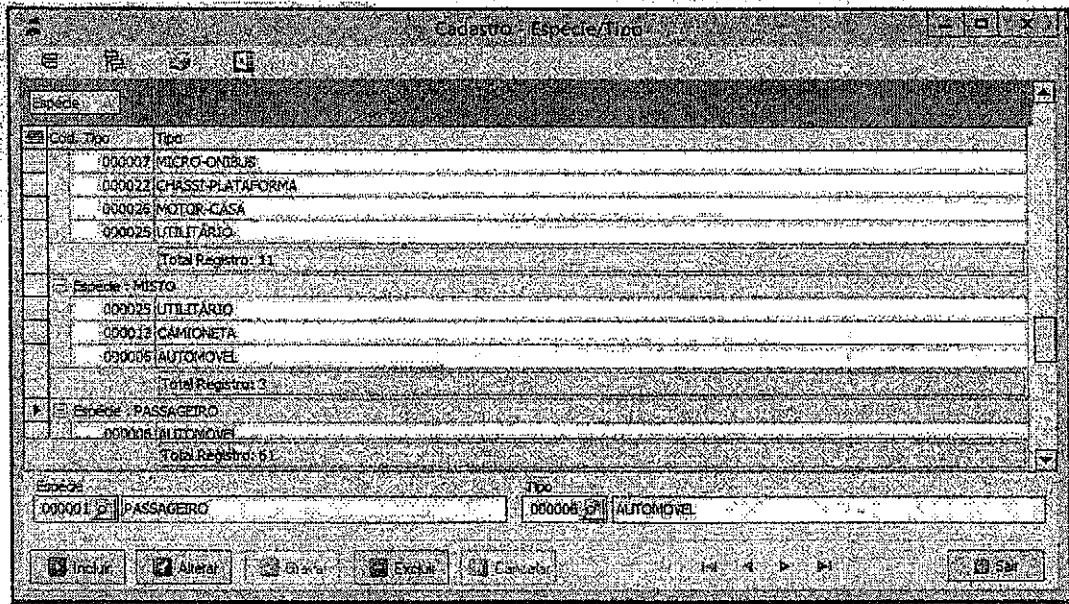 Cadastro - Espécie/Tipo
Espécie
Cod. Tipo Tipo
000007 MICRO-ONIBUS
000022 CHASSI-PLATAFORMA
000026 MOTOR-CASA
000025 UTILITÁRIO
Total Registro: 11
Espécie : MISTO
000025 UTILITÁRIO
000013 CAMIONETA
000006 AUTOMOVEL
Total Registro: 3
Espécie : PASSAGEIRO
000006 AUTOMOVEL
Total Registro: 61
Espécie Tipo
000001 PASSAGEIRO 000006 AUTOMOVEL
Incluir Alterar Gravar Excluir Cancelar Sair